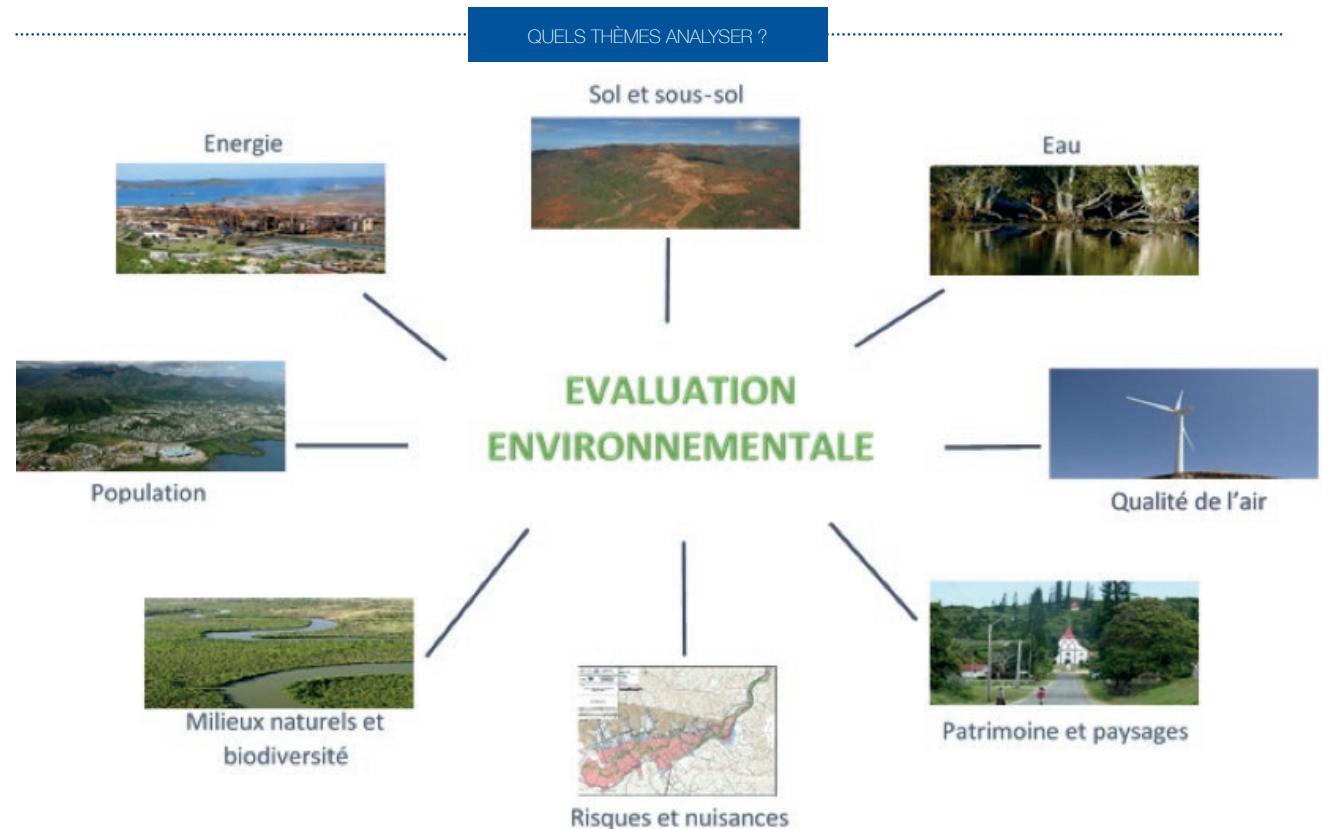 QUELS THÈMES ANALYSER ?
Sol et sous-sol
Energie
Eau
EVALUATION
ENVIRONNEMENTALE
Population
Qualité de l'air
Milieux naturels et
biodiversité
Patrimoine et paysages
Risques et nuisances